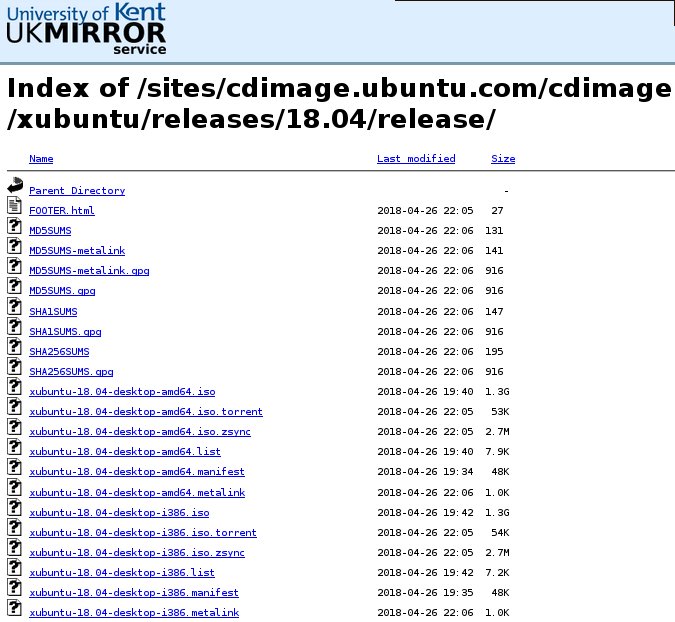 University of Kent
UKMIRROR
service
Index of /sites/cdimage.ubuntu.com/cdimage
/xubuntu/releases/18.04/release/
Name Last modified Size
Parent Directory -
FOOTER.html 2018-04-26 22:05 27
MD5SUMS 2018-04-26 22:06 131
MD5SUMS-metalink 2018-04-26 22:06 141
MD5SUMS-metalink.gpg 2018-04-26 22:06 916
MD5SUMS.gpg 2018-04-26 22:06 916
SHA1SUMS 2018-04-26 22:06 147
SHA1SUMS.gpg 2018-04-26 22:06 916
SHA256SUMS 2018-04-26 22:06 195
SHA256SUMS.gpg 2018-04-26 22:06 916
xubuntu-18.04-desktop-amd64.iso 2018-04-26 19:40 1.3G
xubuntu-18.04-desktop-amd64.iso.torrent 2018-04-26 22:05 53K
xubuntu-18.04-desktop-amd64.iso.zsync 2018-04-26 22:05 2.7M
xubuntu-18.04-desktop-amd64.list 2018-04-26 19:40 7.9K
xubuntu-18.04-desktop-amd64.manifest 2018-04-26 19:34 48K
xubuntu-18.04-desktop-amd64.metalink 2018-04-26 22:06 1.0K
xubuntu-18.04-desktop-i386.iso 2018-04-26 19:42 1.3G
xubuntu-18.04-desktop-i386.iso.torrent 2018-04-26 22:05 54K
xubuntu-18.04-desktop-i386.iso.zsync 2018-04-26 22:05 2.7M
xubuntu-18.04-desktop-i386.list 2018-04-26 19:42 7.2K
xubuntu-18.04-desktop-i386.manifest 2018-04-26 19:35 48K
xubuntu-18.04-desktop-i386.metalink 2018-04-26 22:06 1.0K